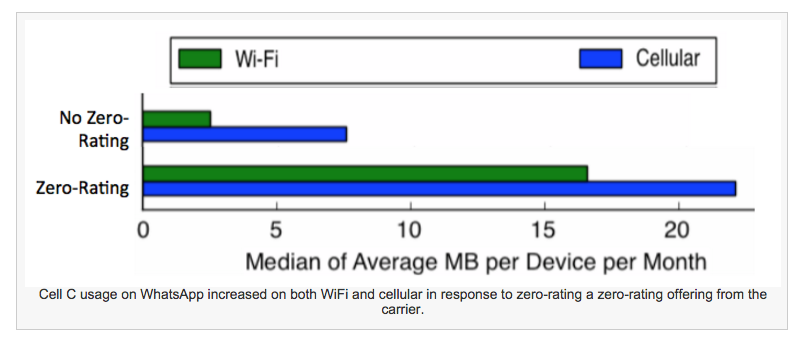 Wi-Fi
Cellular
No Zero-
Rating
Zero-Rating
0 5 10 15 20
Median of Average MB per Device per Month
Cell C usage on WhatsApp increased on both WiFi and cellular in response to zero-rating a zero-rating offering from the
carrier.